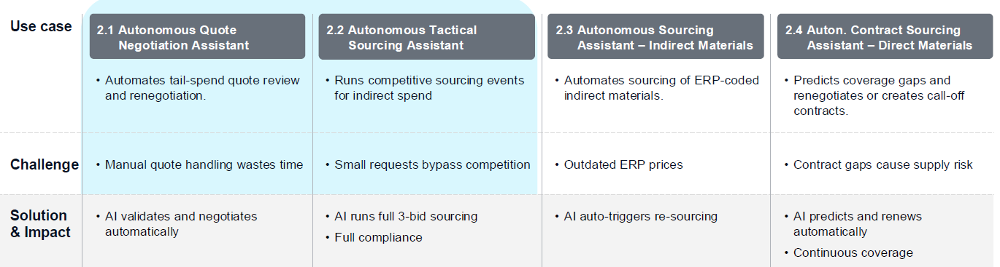 Use case
2.1 Autonomous Quote
Negotiation Assistant
2.2 Autonomous Tactical
Sourcing Assistant
2.3 Autonomous Sourcing
Assistant – Indirect Materials
2.4 Auton. Contract Sourcing
Assistant – Direct Materials
• Automates tail-spend quote review
and renegotiation.
• Runs competitive sourcing events
for indirect spend
• Automates sourcing of ERP-coded
indirect materials.
• Predicts coverage gaps and
renegotiates or creates call-off
contracts.
Challenge
• Manual quote handling wastes time
• Small requests bypass competition
• Outdated ERP prices
• Contract gaps cause supply risk
Solution
& Impact
• AI validates and negotiates
automatically
• AI runs full 3-bid sourcing
• Full compliance
• AI auto-triggers re-sourcing
• AI predicts and renews
automatically
• Continuous coverage